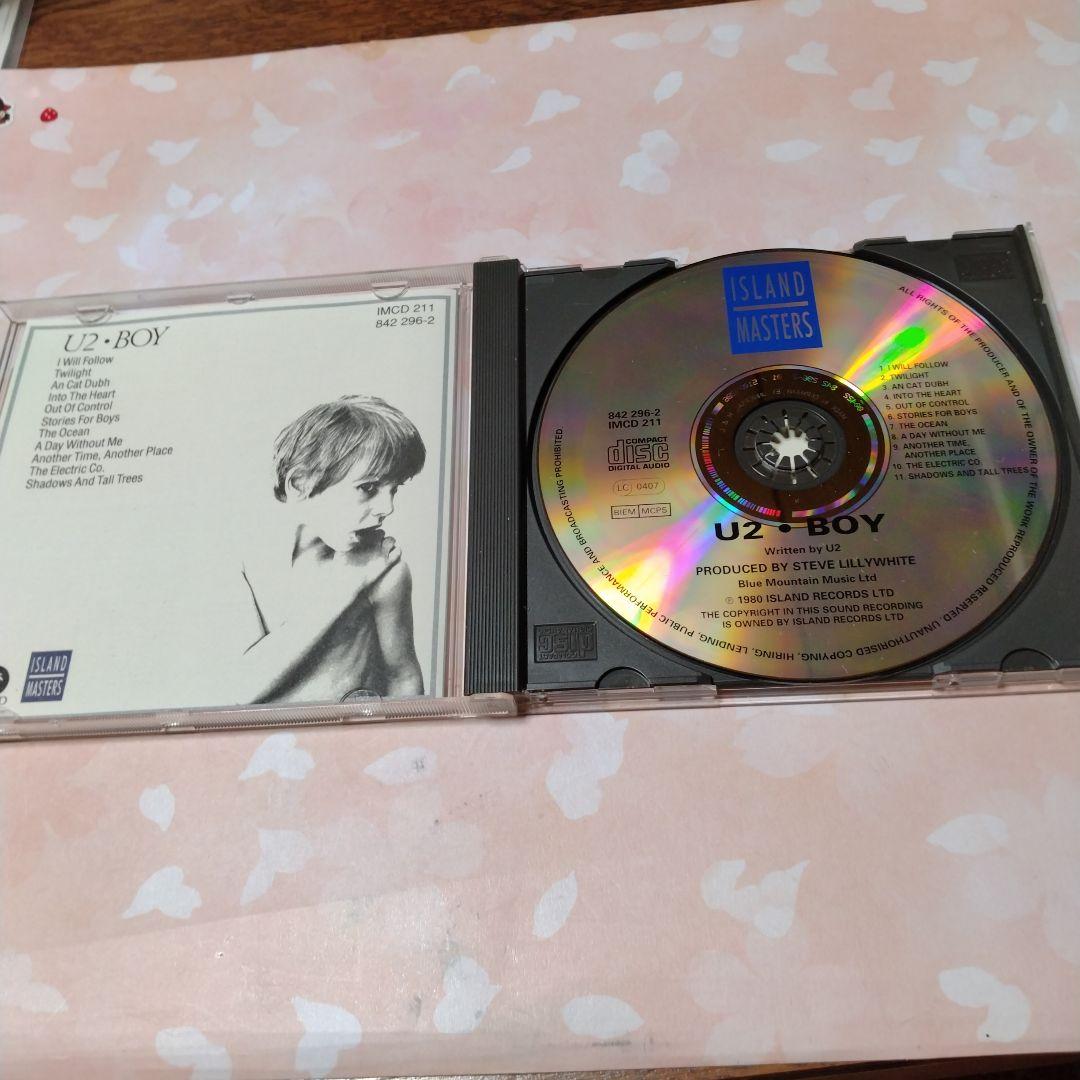 IMCD 211
842 296-2
U2 • BOY
I Will Follow
Twilight
An Cat Dubh
Into The Heart
Out Of Control
Stories For Boys
The Ocean
A Day Without Me
Another Time, Another Place
The Electric Co.
Shadows And Tall Trees
ISLAND
MASTERS
ISLAND
MASTERS
ALL RIGHTS OF THE PRODUCER AND OF THE OWNER OF THE WORK REPRODUCED RESERVED. UNAUTHORISED COPYING, HIRING, LENDING, PUBLIC PERFORMANCE AND BROADCASTING PROHIBITED.
1. I WILL FOLLOW
2. TWILIGHT
3. AN CAT DUBH
4. INTO THE HEART
5. OUT OF CONTROL
6. STORIES FOR BOYS
7. THE OCEAN
8. A DAY WITHOUT ME
9. ANOTHER TIME,
ANOTHER PLACE
10. THE ELECTRIC CO.
11. SHADOWS AND TALL TREES
842 296-2
IMCD 211
COMPACT
disc
DIGITAL AUDIO
LC 0407
BIEM MCPS
U2 • BOY
Written by U2
PRODUCED BY STEVE LILLYWHITE
Blue Mountain Music Ltd
℗ 1980 ISLAND RECORDS LTD
THE COPYRIGHT IN THIS SOUND RECORDING
IS OWNED BY ISLAND RECORDS LTD
COMPACT
disc
DIGITAL AUDIO